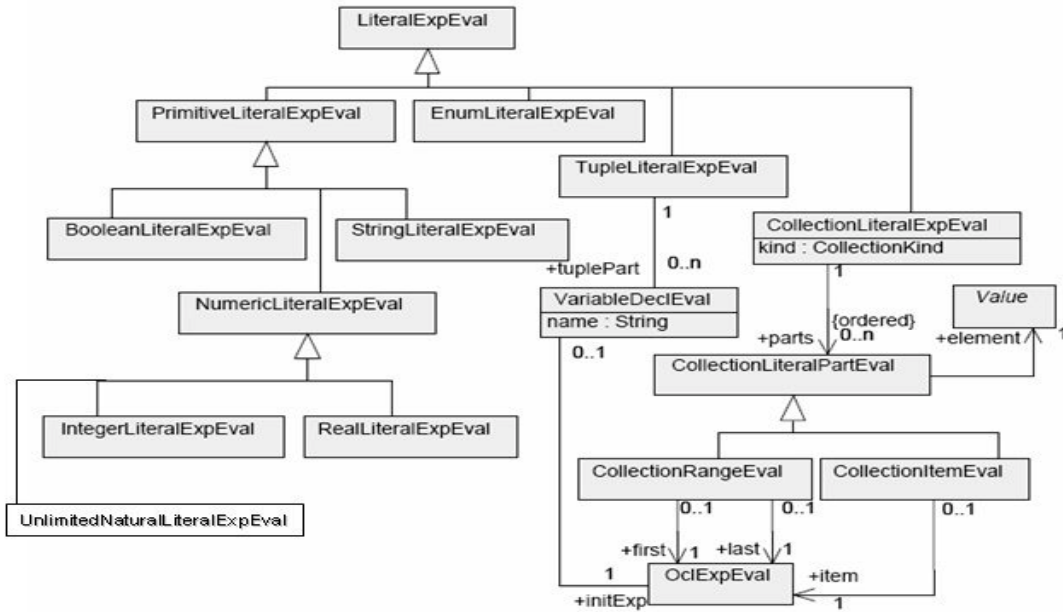 LiteralExpEval
PrimitiveLiteralExpEval
EnumLiteralExpEval
TupleLiteralExpEval
1
BooleanLiteralExpEval
StringLiteralExpEval
CollectionLiteralExpEval
kind : CollectionKind
1
0..n
+tuplePart
NumericLiteralExpEval
VariableDeclEval
name : String
0..1
Value
{ordered}
+parts
0..n
+element
1
CollectionLiteralPartEval
IntegerLiteralExpEval
RealLiteralExpEval
CollectionRangeEval
CollectionItemEval
0..1
0..1
0..1
UnlimitedNaturalLiteralExpEval
+first
1
+last
1
1
+initExp
OclExpEval
+item
1